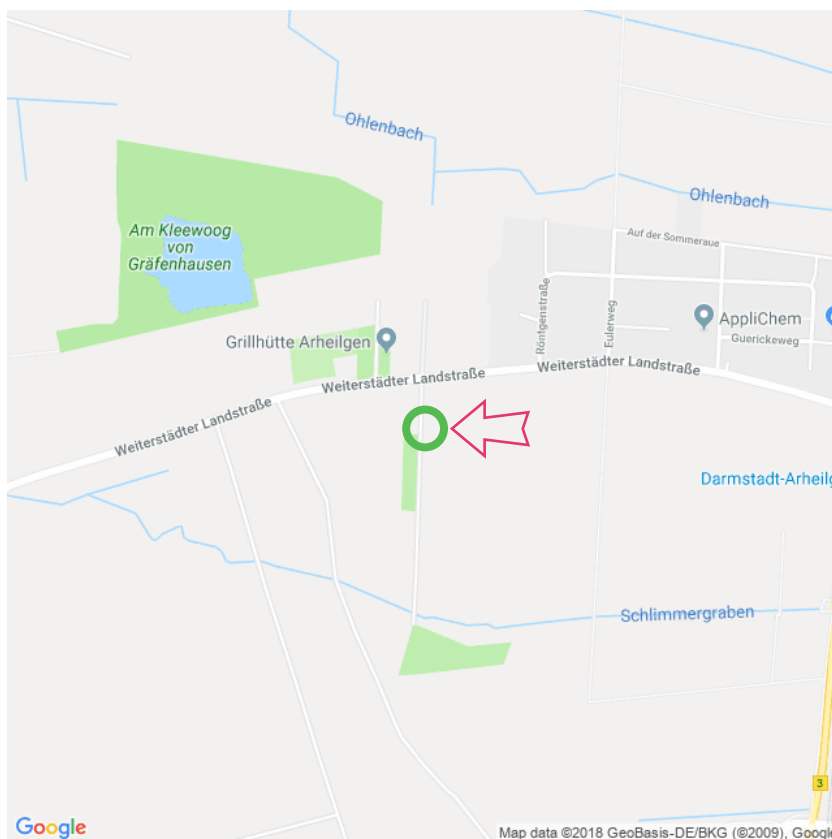 Ohlenbach
Ohlenbach
Am Kleewoog
von
Gräfenhausen
Auf der Sommeraue
Röntgenstraße
Eulerweg
AppliChem
Guerickeweg
Grillhütte Arheilgen
Weiterstädter Landstraße
Weiterstädter Landstraße
Weiterstädter Landstraße
Darmstadt-Arheilg
Schlimmergraben
3
Google
Map data ©2018 GeoBasis-DE/BKG (©2009), Google